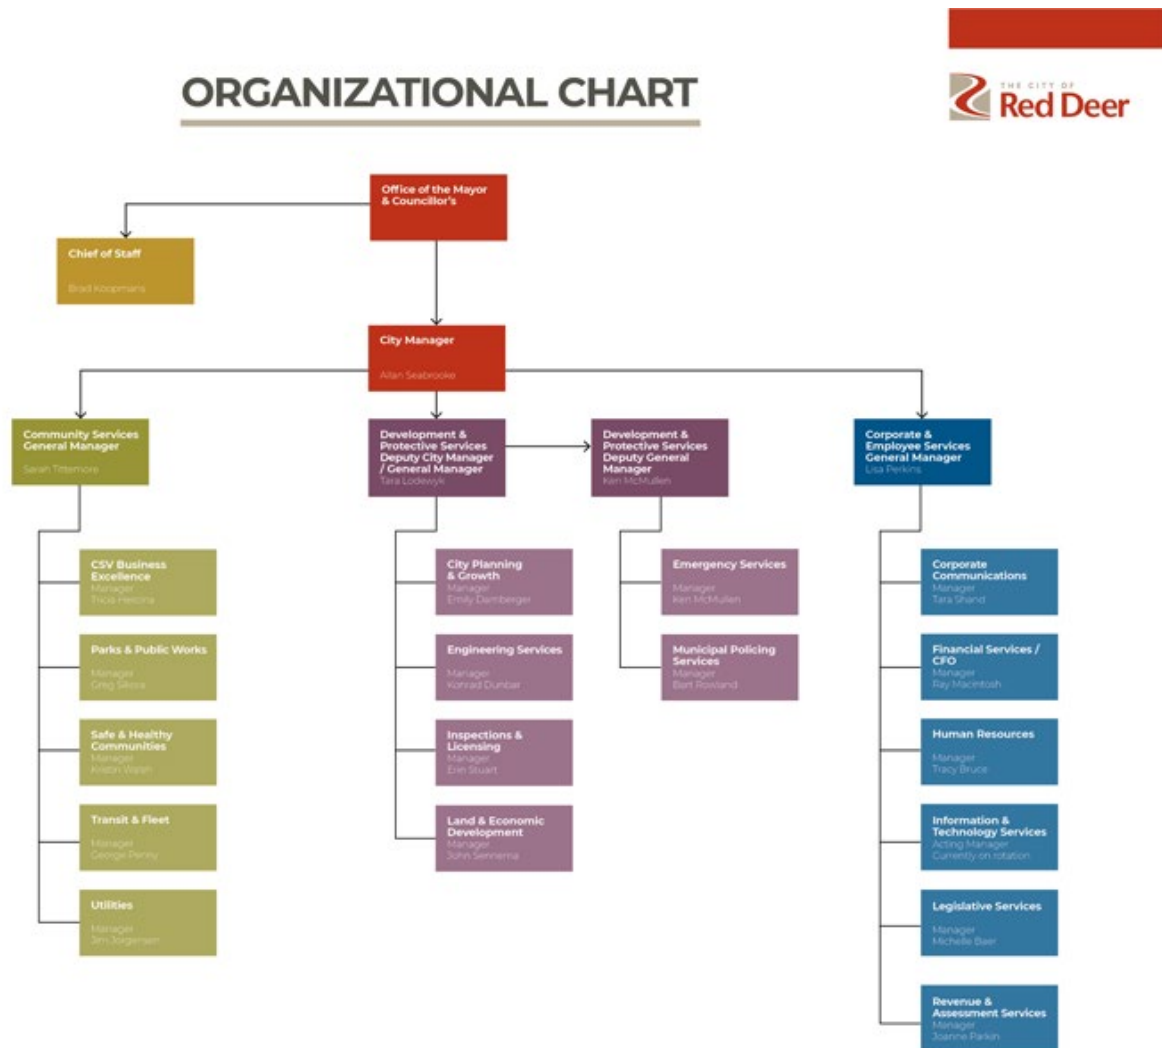 ORGANIZATIONAL CHART
THE CITY OF
Red Deer
Office of the Mayor
& Councillor's
Chief of Staff
Brad Koopmans
City Manager
Allan Seabrooke
Community Services
General Manager
Sarah Tittemore
Development &
Protective Services
Deputy City Manager
/ General Manager
Tara Lodewyk
Development &
Protective Services
Deputy General
Manager
Ken McMullen
Corporate &
Employee Services
General Manager
Lisa Perkins
CSV Business
Excellence
Manager
Parks & Public Works
Manager
Greg
Safe & Healthy
Communities
Manager
Kristin Walsh
Transit & Fleet
Manager
George Penny
Utilities
Manager
Jim Jorgensen
City Planning
& Growth
Manager
Emily Damberger
Engineering Services
Manager
Konrad Dunbar
Inspections &
Licensing
Manager
Erin Stuart
Land & Economic
Development
Manager
John Sennema
Emergency Services
Manager
Ken McMullen
Municipal Policing
Services
Manager
Bart Rowland
Corporate
Communications
Manager
Tara Shand
Financial Services /
CFO
Manager
Ray MacIntosh
Human Resources
Manager
Tracy Bruce
Information &
Technology Services
Acting Manager
Currently on rotation
Legislative Services
Manager
Michelle Baer
Revenue &
Assessment Services
Manager
Joanne Parkin